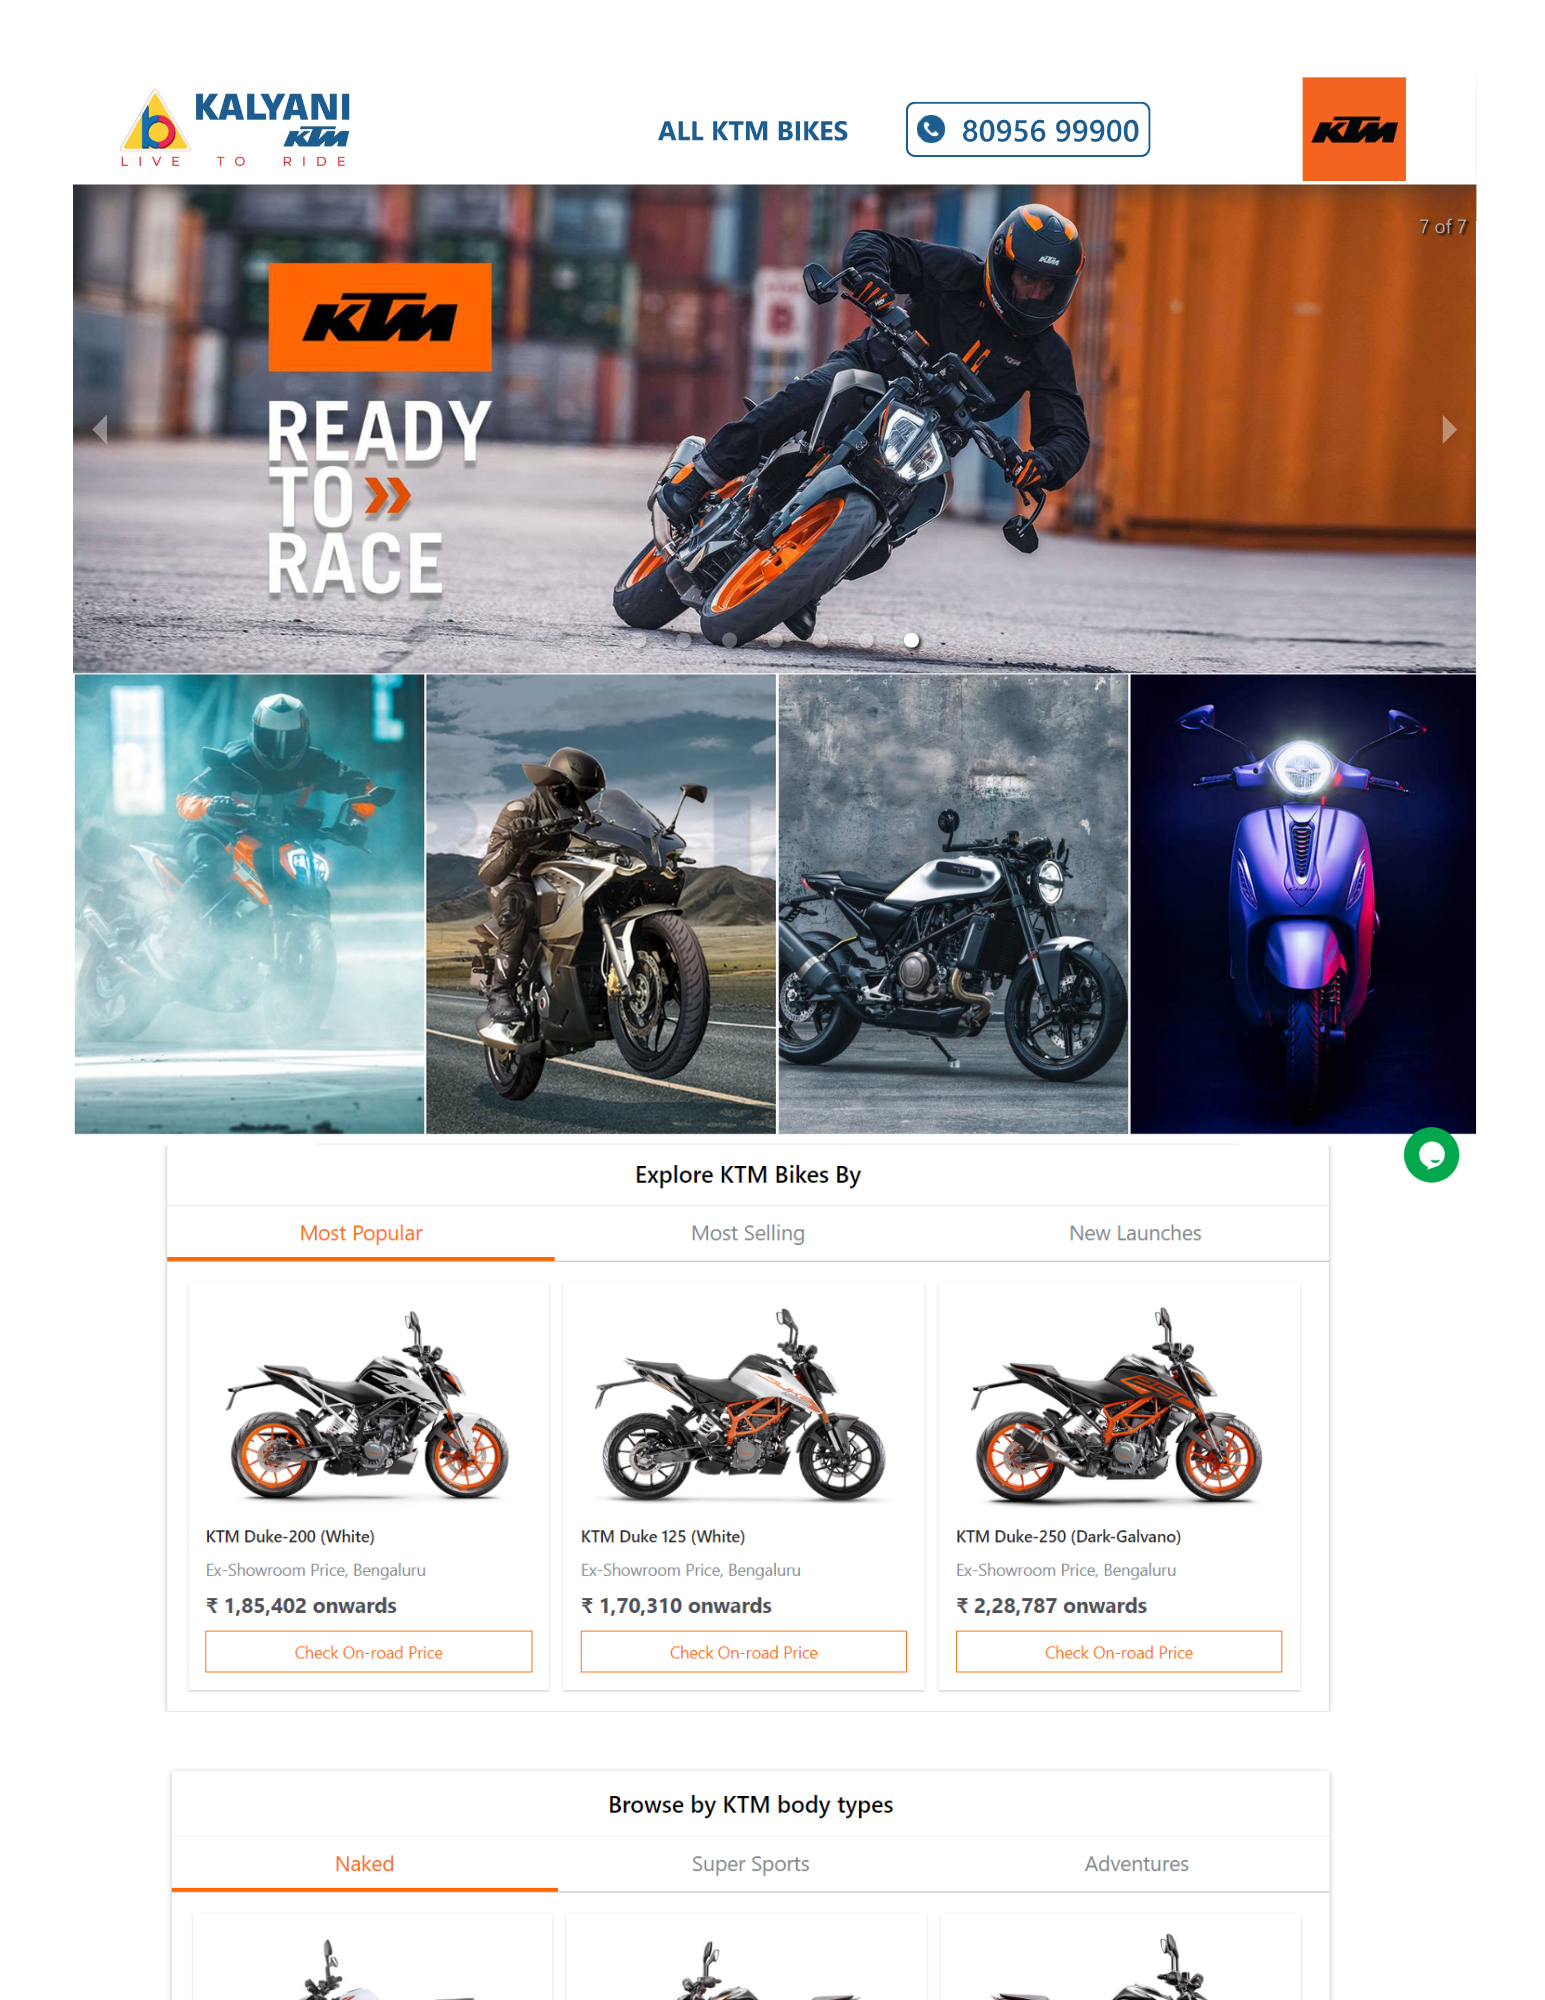 KALYANI
KTM
LIVE TO RIDE
ALL KTM BIKES
80956 99900
KTM
7 of 7
KTM
KTM
READY
TO
RACE
Explore KTM Bikes By
Most Popular
Most Selling
New Launches
KTM Duke-200 (White)
Ex-Showroom Price, Bengaluru
₹ 1,85,402 onwards
Check On-road Price
KTM Duke 125 (White)
Ex-Showroom Price, Bengaluru
₹ 1,70,310 onwards
Check On-road Price
KTM Duke-250 (Dark-Galvano)
Ex-Showroom Price, Bengaluru
₹ 2,28,787 onwards
Check On-road Price
Browse by KTM body types
Naked
Super Sports
Adventures